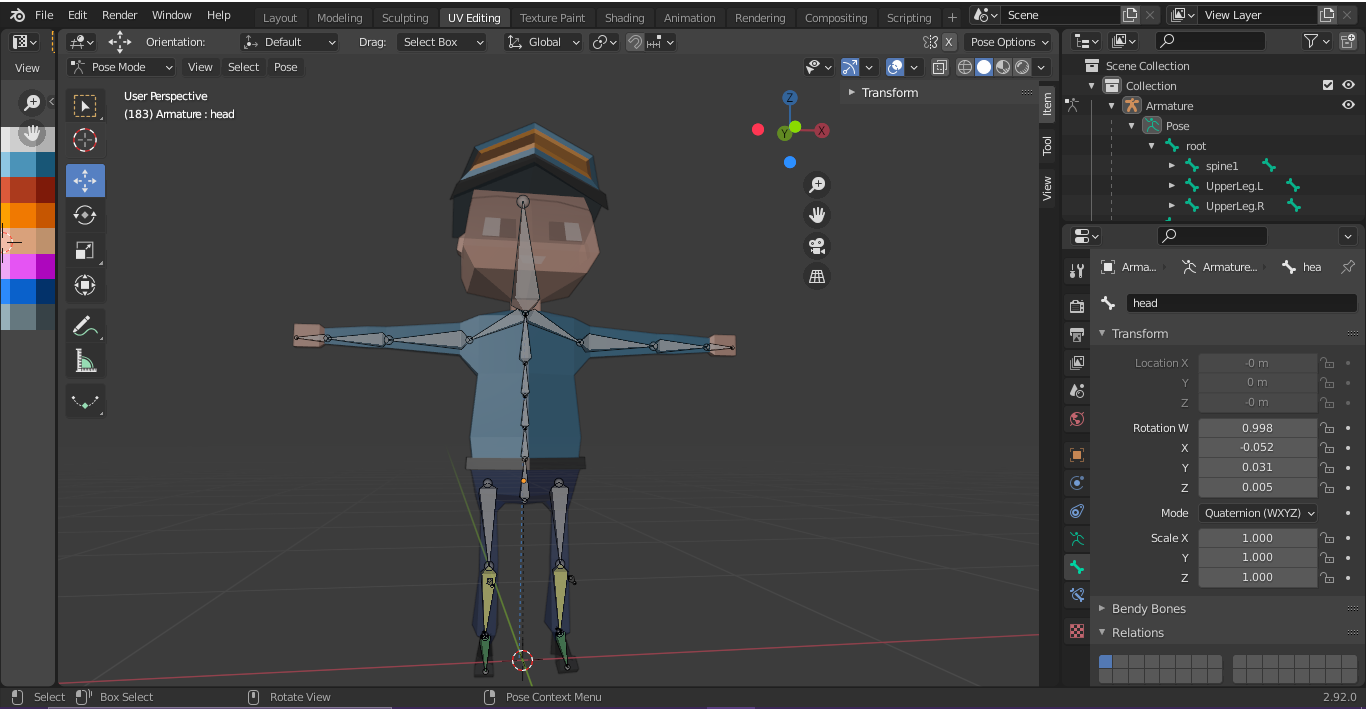 File Edit Render Window Help Layout Modeling Sculpting UV Editing Texture Paint Shading Animation Rendering Compositing Scripting + Scene View Layer
Orientation: Default Drag: Select Box Global X Pose Options
View Pose Mode View Select Pose
User Perspective
(183) Armature : head
Transform
Item
Tool
View
Z
Y
X
Scene Collection
Collection
Armature
Pose
root
spine1
UpperLeg.L
UpperLeg.R
Arma... Armature... hea
head
Transform
Location X -0 m
Y 0 m
Z -0 m
Rotation W 0.998
X -0.052
Y 0.031
Z 0.005
Mode Quaternion (WXYZ)
Scale X 1.000
Y 1.000
Z 1.000
Bendy Bones
Relations
Select Box Select Rotate View Pose Context Menu 2.92.0